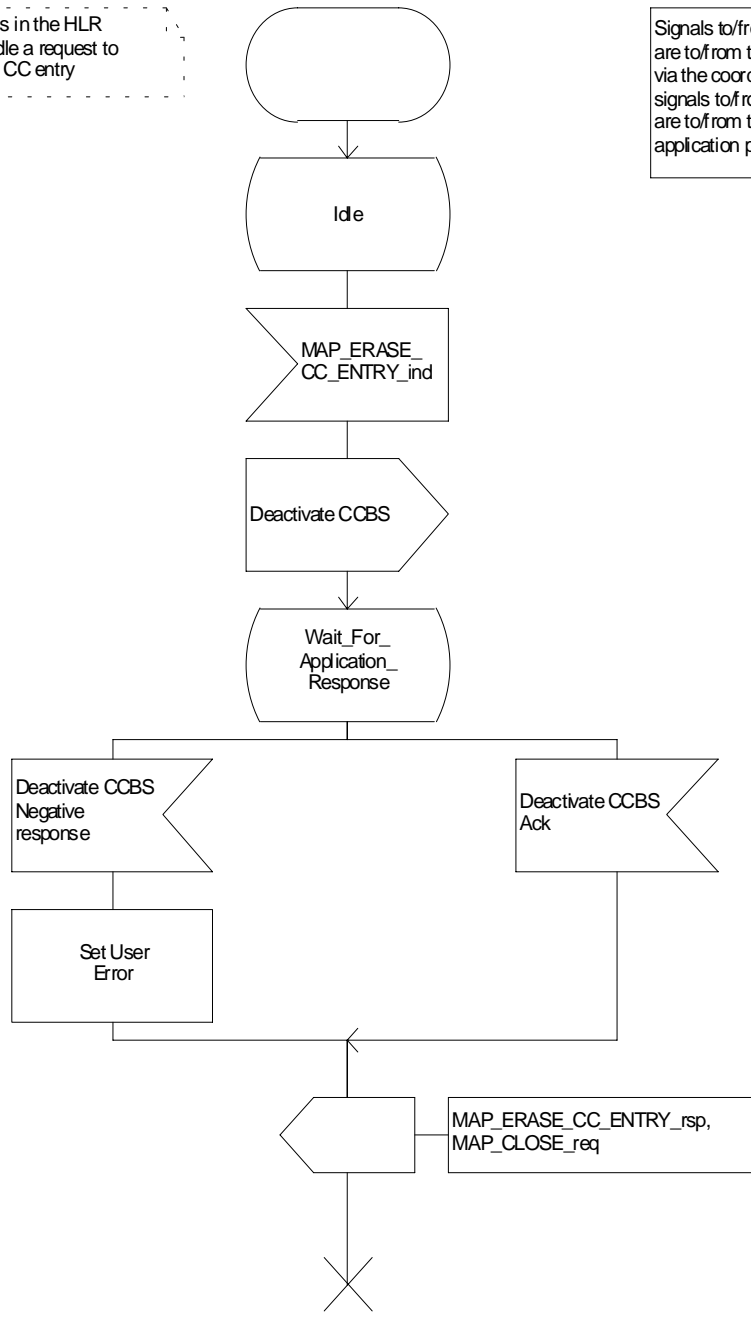 s in the HLR
dle a request to
CC entry
Signals to/fro
are to/from t
via the coord
signals to/fro
are to/from t
application p
Idle
MAP_ERASE_
CC_ENTRY_ind
Deactivate CCBS
Wait_For_
Application_
Response
Deactivate CCBS
Negative
response
Deactivate CCBS
Ack
Set User
Error
MAP_ERASE_CC_ENTRY_rsp,
MAP_CLOSE_req